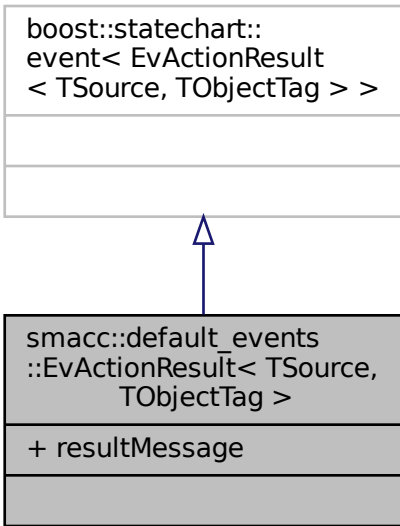 boost::statechart::
event< EvActionResult
< TSource, TObjectTag > >
smacc::default_events
::EvActionResult< TSource,
TObjectTag >
+ resultMessage